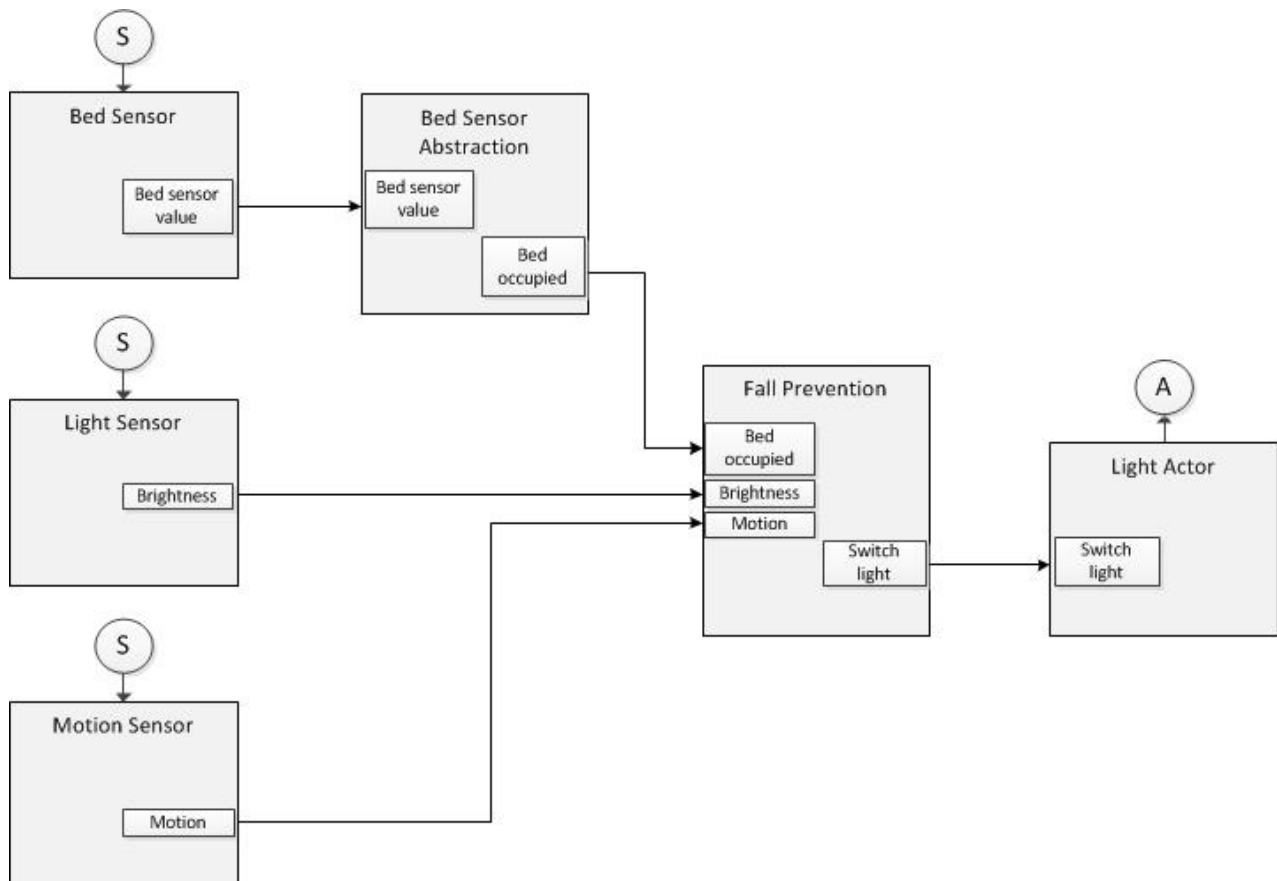 S
Bed Sensor
Bed sensor
value
Bed Sensor
Abstraction
Bed sensor
value
Bed
occupied
S
Light Sensor
Brightness
S
Motion Sensor
Motion
Fall Prevention
Bed
occupied
Brightness
Motion
Switch
light
A
Light Actor
Switch
light